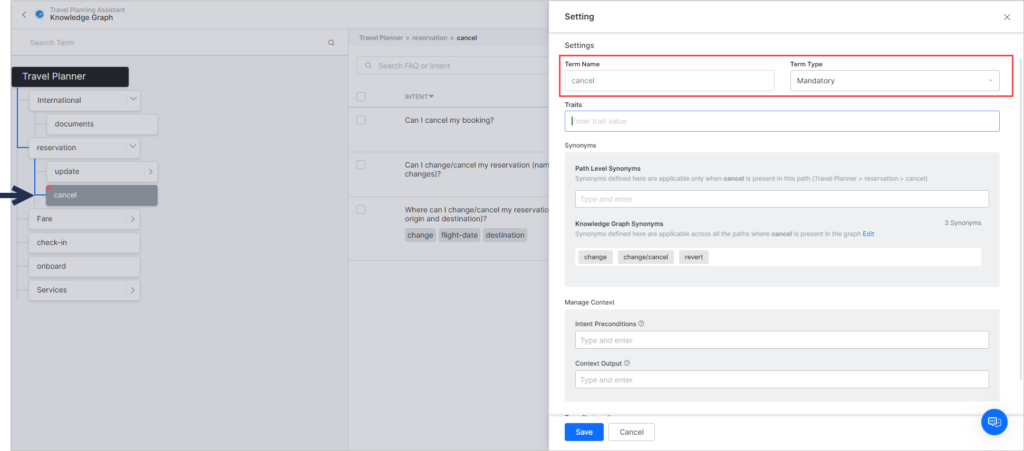 Travel Planning Assistant
Knowledge Graph
Search Term
Travel Planner
International
documents
reservation
update
cancel
Fare
check-in
onboard
Services
Travel Planner > reservation > cancel
Search FAQ or Intent
INTENT
Can I cancel my booking?
Can I change/cancel my reservation (nam
changes)?
Where can I change/cancel my reservatio
origin and destination)?
change flight-date destination
Setting
Settings
Term Name Term Type
cancel Mandatory
Traits
Enter trait value
Synonyms
Path Level Synonyms
Synonyms defined here are applicable only when cancel is present in this path (Travel Planner > reservation > cancel)
Type and enter
Knowledge Graph Synonyms 3 Synonyms
Synonyms defined here are applicable across all the paths where cancel is present in the graph Edit
change change/cancel revert
Manage Context
Intent Preconditions
Type and enter
Context Output
Type and enter
Save Cancel